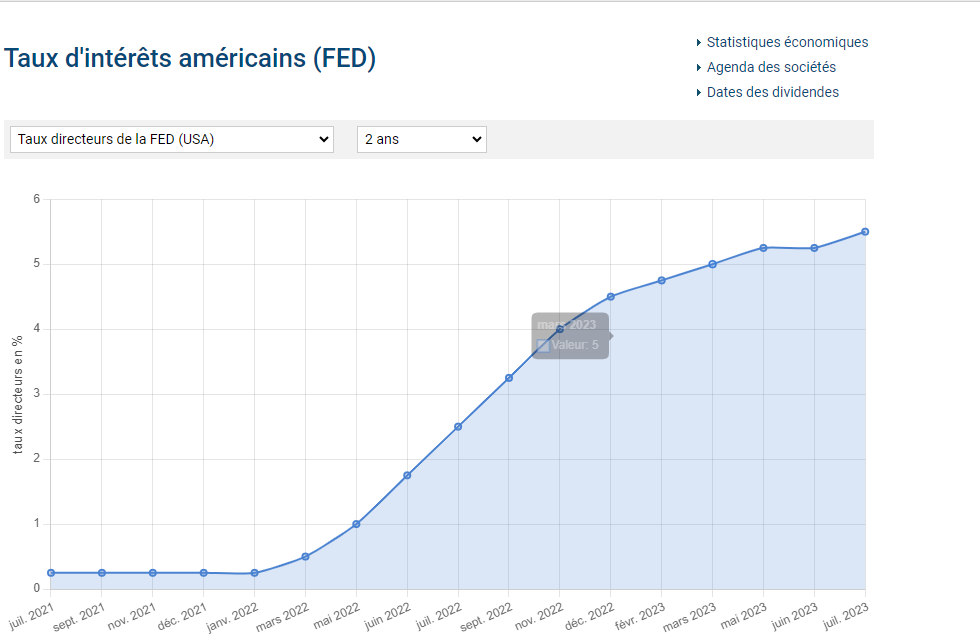 Taux d'intérêts américains (FED)
Statistiques économiques
Agenda des sociétés
Dates des dividendes
Taux directeurs de la FED (USA)
2 ans
taux directeurs en %
6
5
4
3
2
1
0
mars 2023
Valeur: 5
juil. 2021
sept. 2021
nov. 2021
déc. 2021
janv. 2022
mars 2022
mai 2022
juin 2022
juil. 2022
sept. 2022
nov. 2022
déc. 2022
févr. 2023
mars 2023
mai 2023
juin 2023
juil. 2023